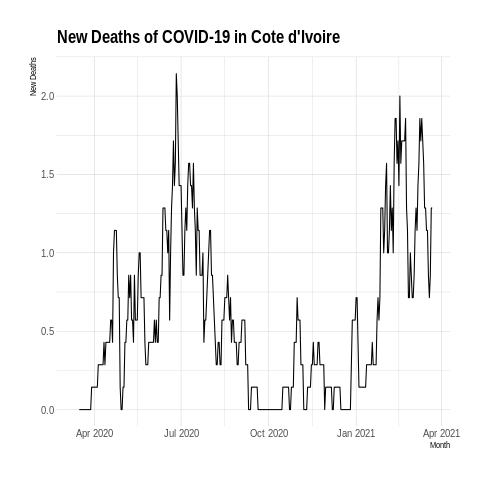 New Deaths of COVID-19 in Cote d'Ivoire
New Deaths
2.0
1.5
1.0
0.5
0.0
Apr 2020
Jul 2020
Oct 2020
Jan 2021
Apr 2021
Month